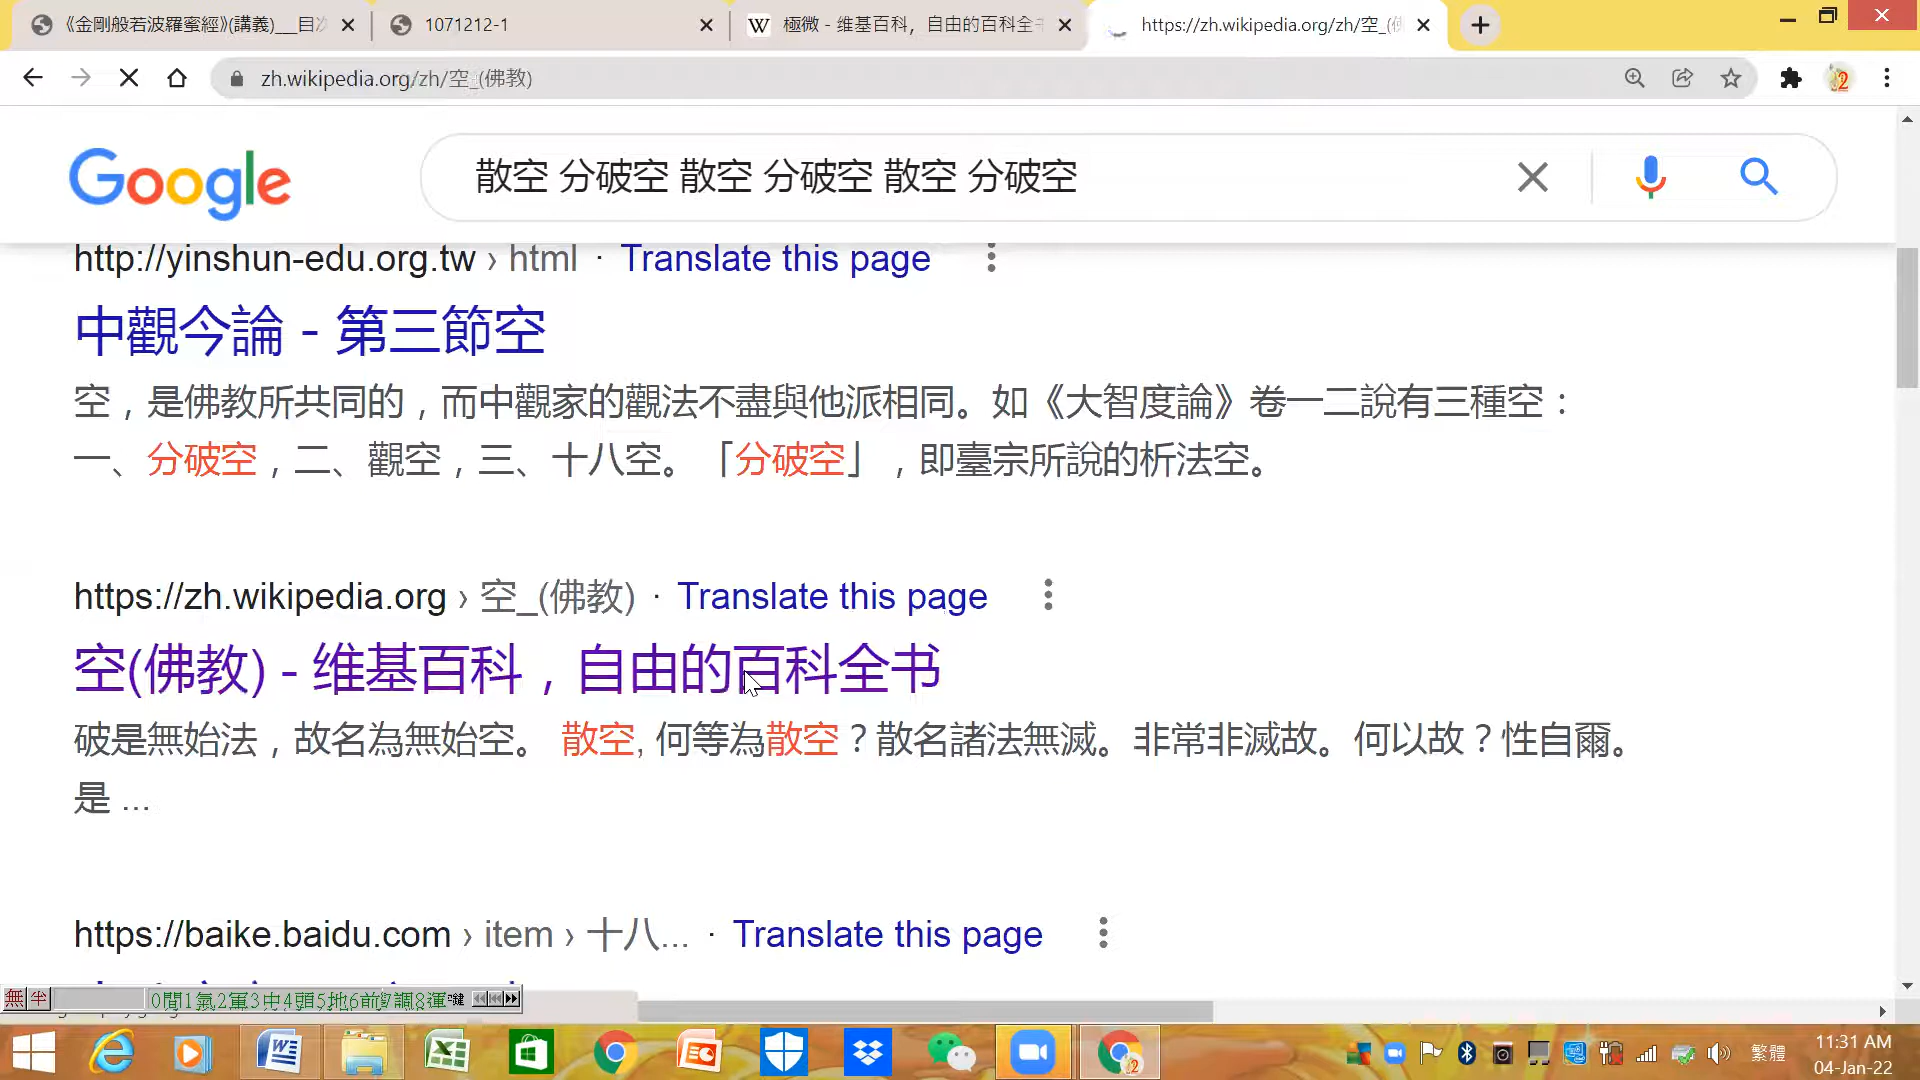 《金剛般若波羅蜜經》(講義)___目次
1071212-1
極微 - 维基百科，自由的百科全书
https://zh.wikipedia.org/zh/空_(佛
zh.wikipedia.org/zh/空_(佛教)
Google
散空 分破空 散空 分破空 散空 分破空
http://yinshun-edu.org.tw › html · Translate this page
中觀今論 - 第三節空
空，是佛教所共同的，而中觀家的觀法不盡與他派相同。如《大智度論》卷一二說有三種空：
一、分破空，二、觀空，三、十八空。「分破空」，即臺宗所說的析法空。
https://zh.wikipedia.org › 空_(佛教) · Translate this page
空(佛教) - 维基百科，自由的百科全书
破是無始法，故名為無始空。 散空, 何等為散空？散名諸法無滅。非常非滅故。何以故？性自爾。
是 ...
https://baike.baidu.com › item › 十八... · Translate this page
無 半
繁體
11:31 AM
04-Jan-22